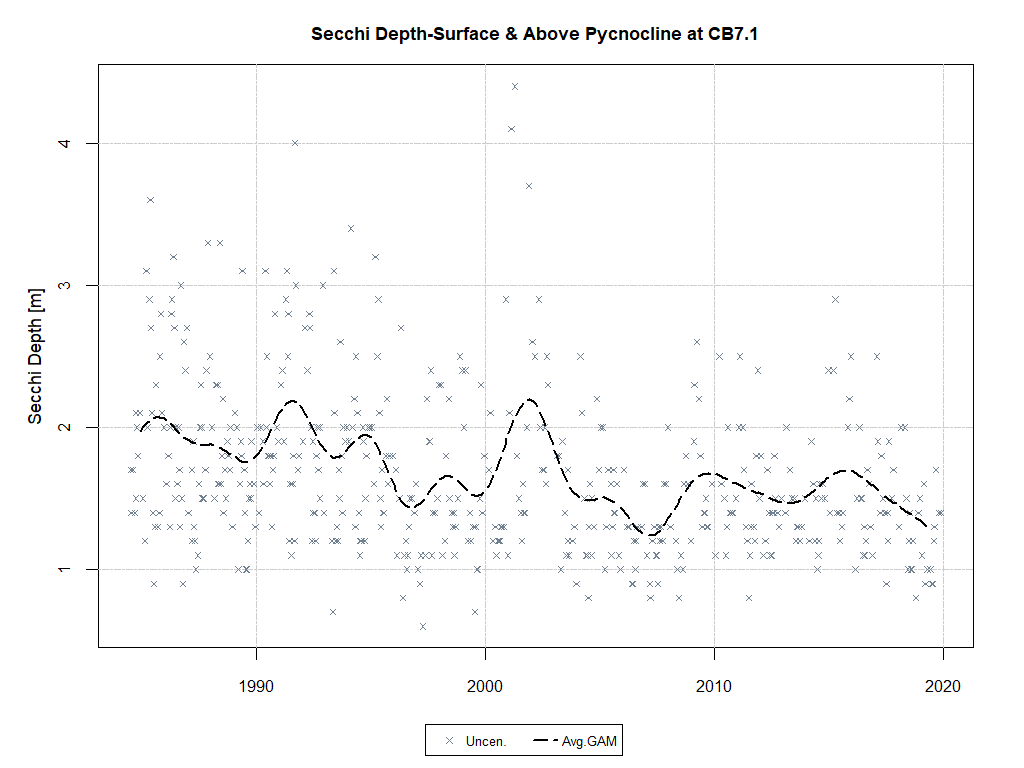 Secchi Depth-Surface & Above Pycnocline at CB7.1
Secchi Depth [m]
4
3
2
1
1990 2000 2010 2020
Uncen. Avg.GAM